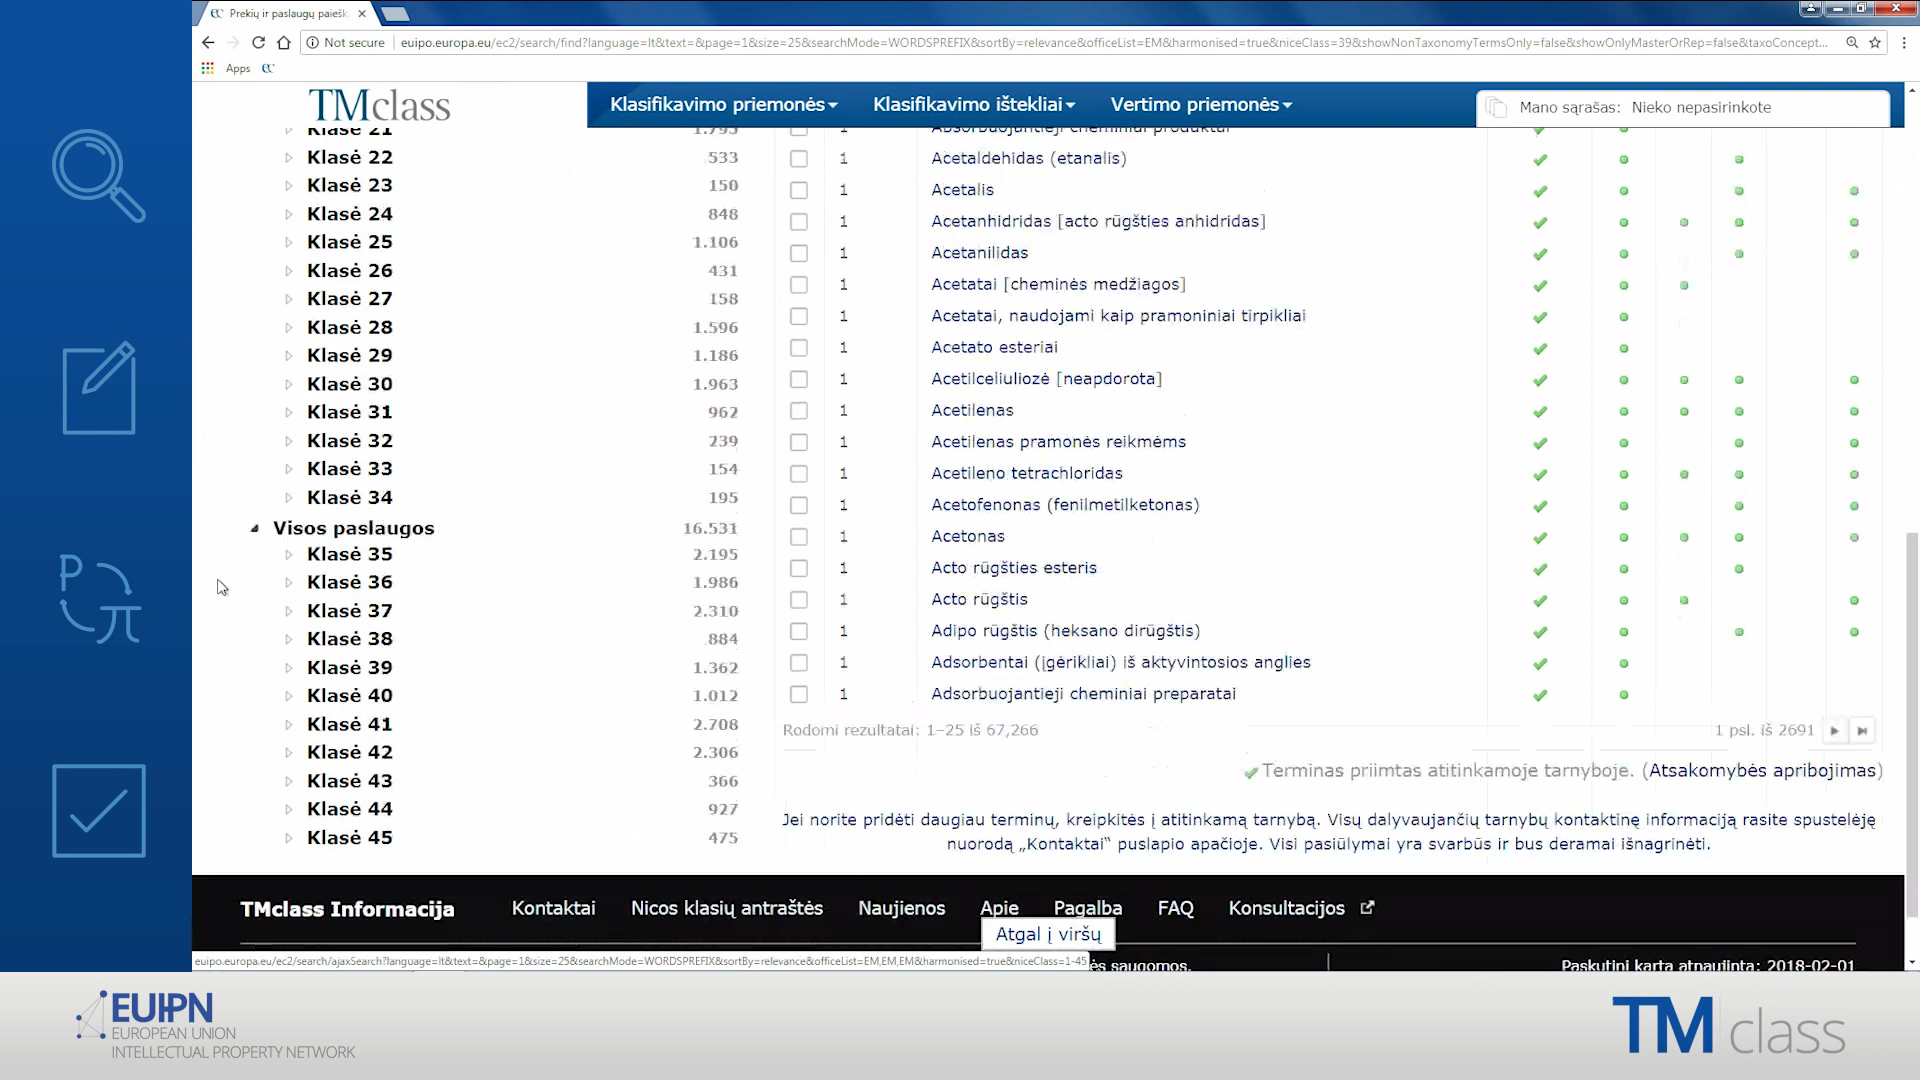 Prekių ir paslaugų paiešk
Not secure
euipo.europa.eu/ec2/search/find?language=lt&text=&page=1&size=25&searchMode=WORDSPREFIX&sortBy=relevance&officeList=EM&harmonised=true&niceClass=39&showNonTaxonomyTermsOnly=false&showOnlyMasterOrRep=false&taxoConcept...
Apps
TMclass
Klasifikavimo priemonės
Klasifikavimo ištekliai
Vertimo priemonės
Mano sąrašas: Nieko nepasirinkote
Klasė 21 1.793
Klasė 22 533
Klasė 23 150
Klasė 24 848
Klasė 25 1.106
Klasė 26 431
Klasė 27 158
Klasė 28 1.596
Klasė 29 1.186
Klasė 30 1.963
Klasė 31 962
Klasė 32 239
Klasė 33 154
Klasė 34 195
Visos paslaugos 16.531
Klasė 35 2.195
Klasė 36 1.986
Klasė 37 2.310
Klasė 38 884
Klasė 39 1.362
Klasė 40 1.012
Klasė 41 2.708
Klasė 42 2.306
Klasė 43 366
Klasė 44 927
Klasė 45 475
Absorbuojantieji cheminiai produktai
1 Acetaldehidas (etanalis)
1 Acetalis
1 Acetanhidridas [acto rūgšties anhidridas]
1 Acetanilidas
1 Acetatai [cheminės medžiagos]
1 Acetatai, naudojami kaip pramoniniai tirpikliai
1 Acetato esteriai
1 Acetilceliuliozė [neapdorota]
1 Acetilenas
1 Acetilenas pramonės reikmėms
1 Acetileno tetrachloridas
1 Acetofenonas (fenilmetilketonas)
1 Acetonas
1 Acto rūgšties esteris
1 Acto rūgštis
1 Adipo rūgštis (heksano dirūgštis)
1 Adsorbentai (įgėrikliai) iš aktyvintosios anglies
1 Adsorbuojantieji cheminiai preparatai
Rodomi rezultatai: 1–25 iš 67,266
1 psl. iš 2691
Terminas priimtas atitinkamoje tarnyboje. (Atsakomybės apribojimas)
Jei norite pridėti daugiau terminų, kreipkitės į atitinkamą tarnybą. Visų dalyvaujančių tarnybų kontaktinę informaciją rasite spustelėję
nuorodą „Kontaktai“ puslapio apačioje. Visi pasiūlymai yra svarbūs ir bus deramai išnagrinėti.
TMclass Informacija
Kontaktai
Nicos klasių antraštės
Naujienos
Apie
Pagalba
FAQ
Konsultacijos
Atgal į viršų
euipo.europa.eu/ec2/search/ajaxSearch?language=lt&text=&page=1&size=25&searchMode=WORDSPREFIX&sortBy=relevance&officeList=EM,EM,EM&harmonised=true&niceClass=1-45
saugomos.
Paskutinį kartą atnaujinta: 2018-02-01
EUIPN
EUROPEAN UNION
INTELLECTUAL PROPERTY NETWORK
TM class